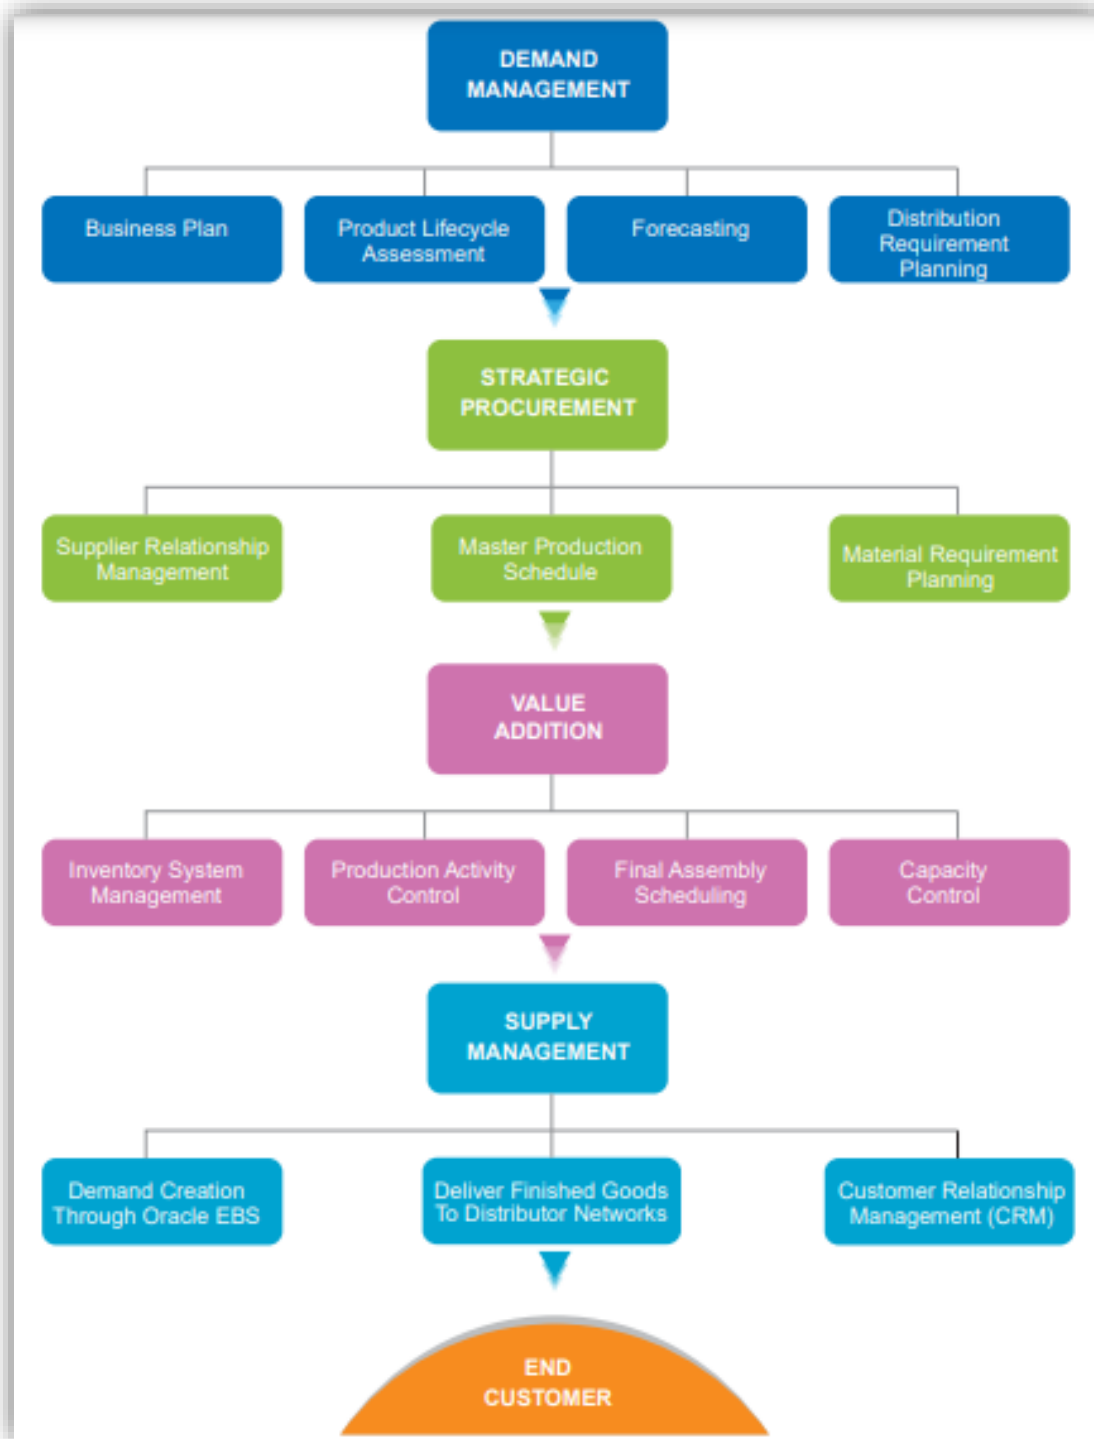 DEMAND
MANAGEMENT
Business Plan
Product Lifecycle
Assessment
Forecasting
Distribution
Requirement
Planning
STRATEGIC
PROCUREMENT
Supplier Relationship
Management
Master Production
Schedule
Material Requirement
Planning
VALUE
ADDITION
Inventory System
Management
Production Activity
Control
Final Assembly
Scheduling
Capacity
Control
SUPPLY
MANAGEMENT
Demand Creation
Through Oracle EBS
Deliver Finished Goods
To Distributor Networks
Customer Relationship
Management (CRM)
END
CUSTOMER